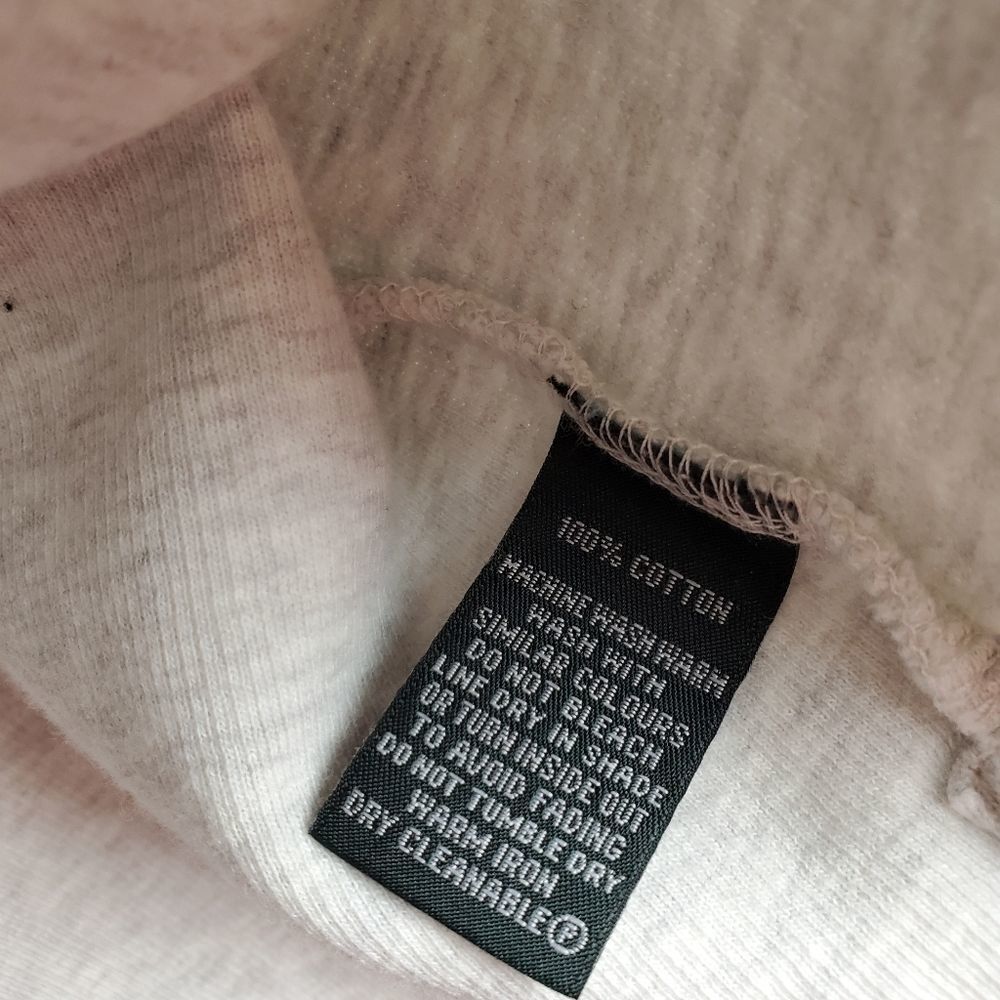 100% COTTON
MACHINE WASH WARM
WASH WITH
SIMILAR COLOURS
DO NOT BLEACH
LINE DRY IN SHADE
OR TURN INSIDE OUT
TO AVOID FADING
DO NOT TUMBLE DRY
WARM IRON
DRY CLEANABLE Ⓕ